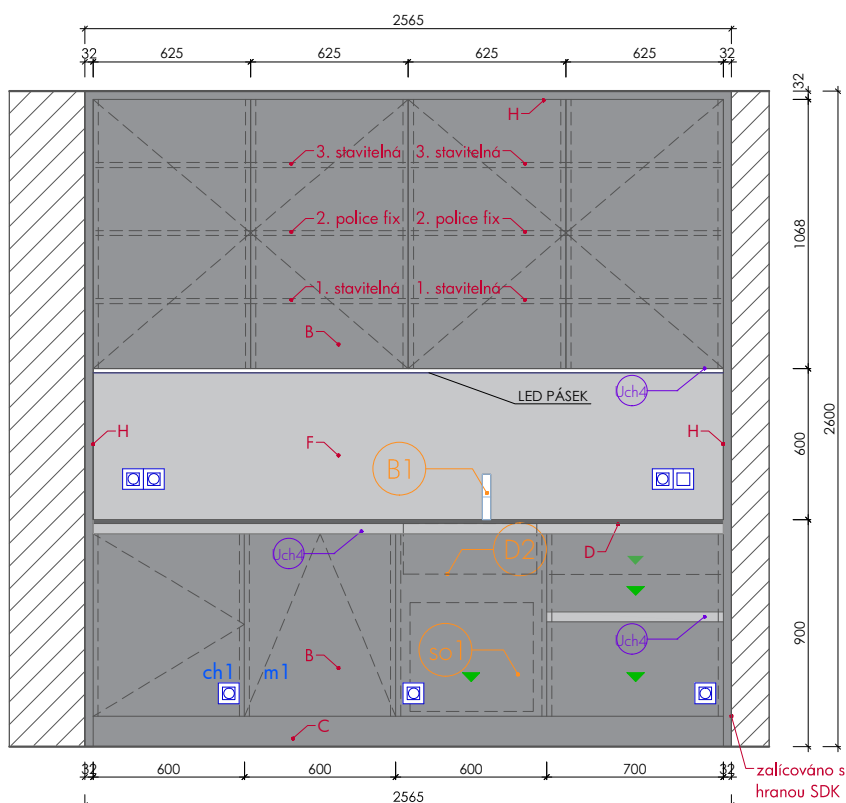 2565
32 625 625 625 625 32
32
H
3. stavitelná 3. stavitelná
2. police fix 2. police fix
1068
1. stavitelná 1. stavitelná
B
LED PÁSEK
Uch4
2600
H
F
H
600
B1
Uch4
D2
D
so1
Uch4
900
B
ch1 m1
C
32 600 600 600 700 32
zalícováno s
hranou SDK
2565